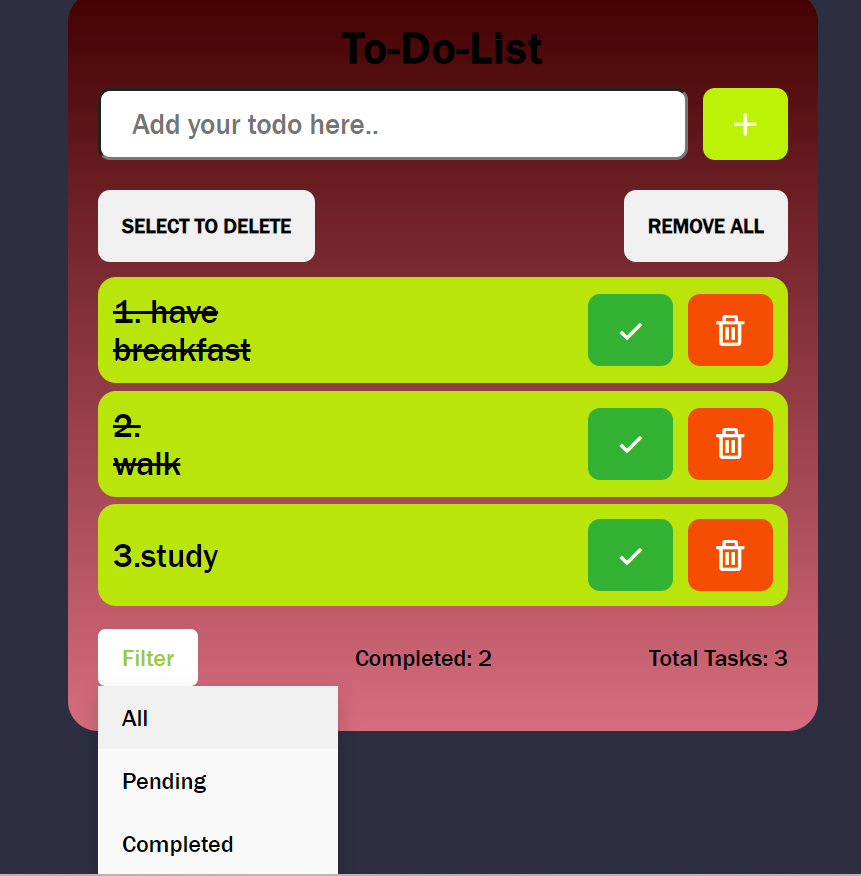 To-Do-List
Add your todo here..
+
SELECT TO DELETE
REMOVE ALL
1. have
breakfast
2.
walk
3.study
Filter
Completed: 2
Total Tasks: 3
All
Pending
Completed